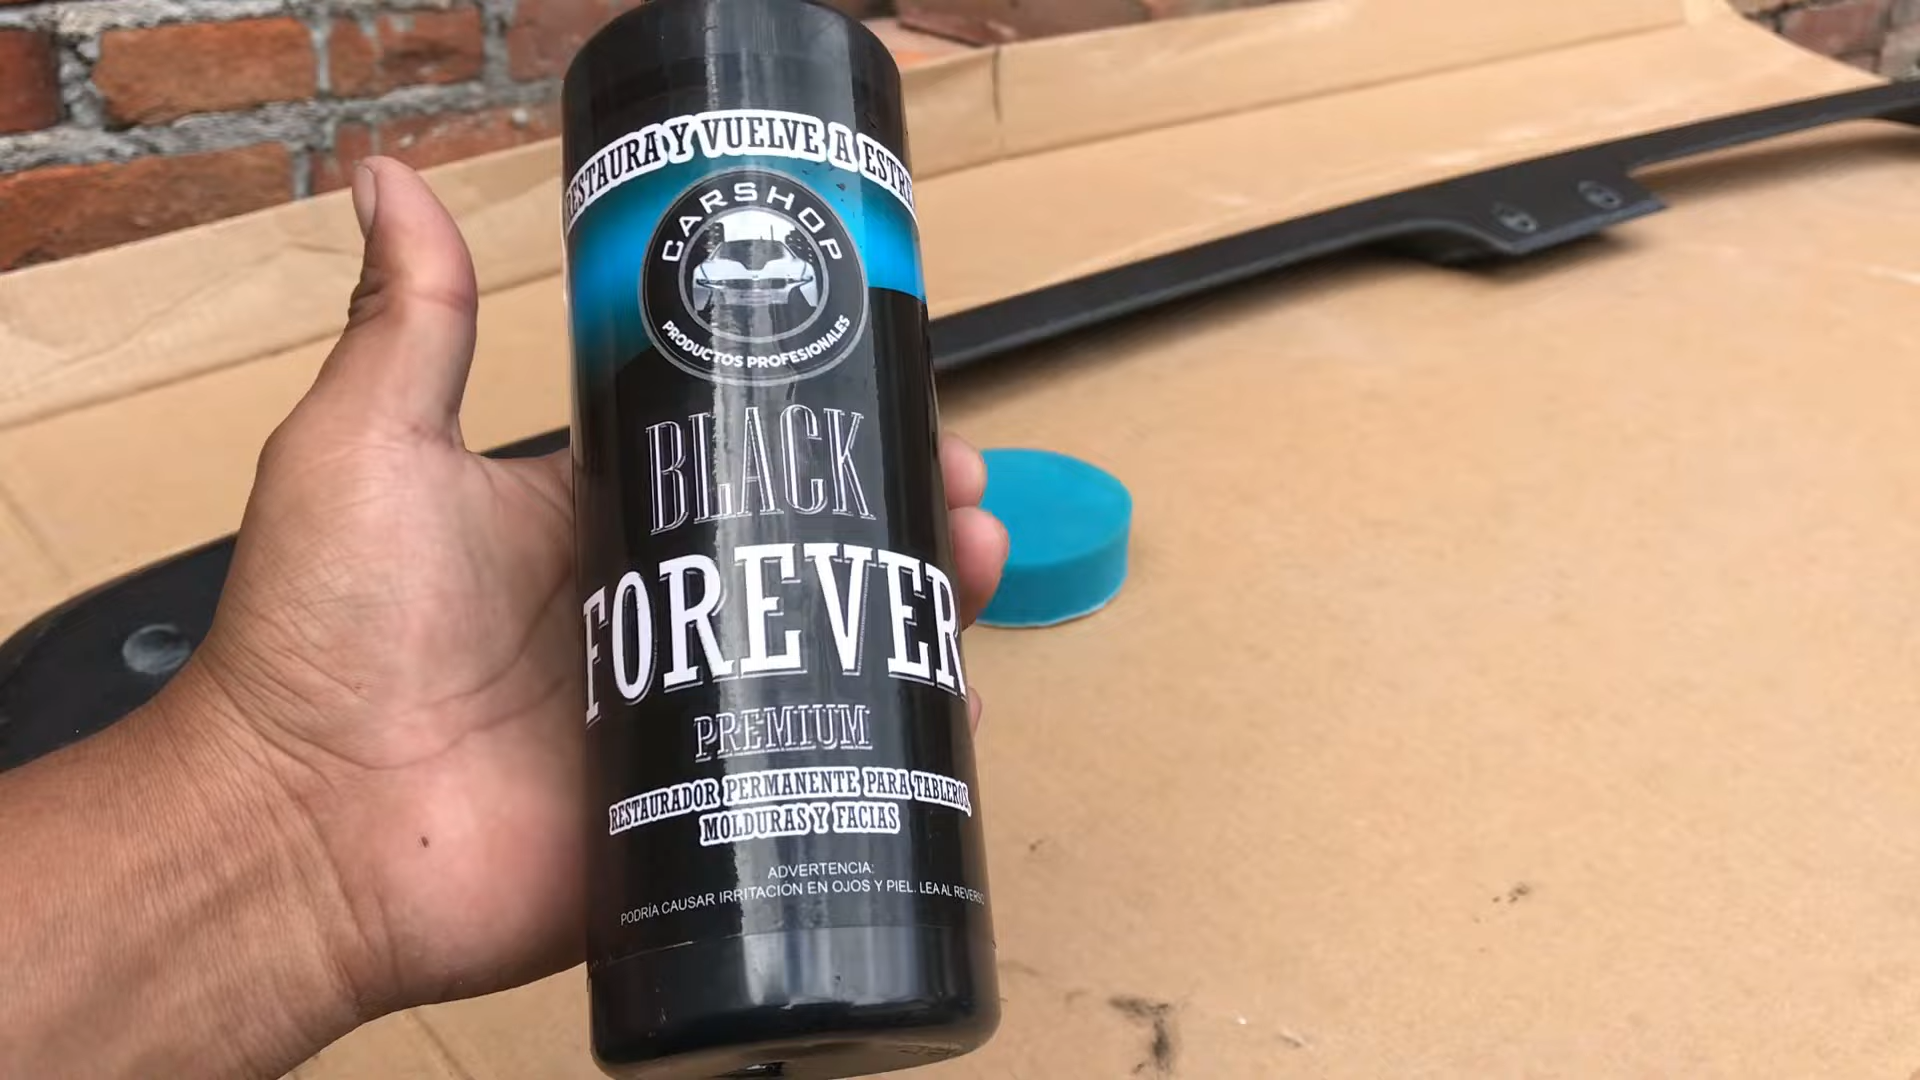 RESTAURA Y VUELVE A
CARSHOP
PRODUCTOS PROFESIONALES
BLACK
FOREVER
PREMIUM
RESTAURADOR PERMANENTE PARA TABLEROS,
MOLDURAS Y FACIAS
ADVERTENCIA:
PODRÍA CAUSAR IRRITACIÓN EN OJOS Y PIEL. LEA AL REVERSO